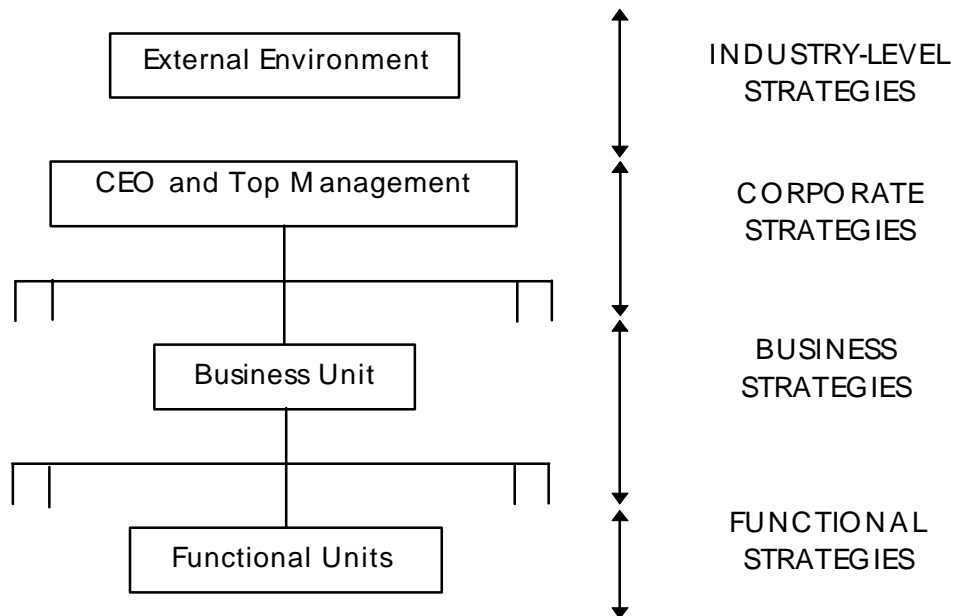 External Environment
INDUSTRY-LEVEL
STRATEGIES
CEO and Top Management
CORPORATE
STRATEGIES
Business Unit
BUSINESS
STRATEGIES
Functional Units
FUNCTIONAL
STRATEGIES